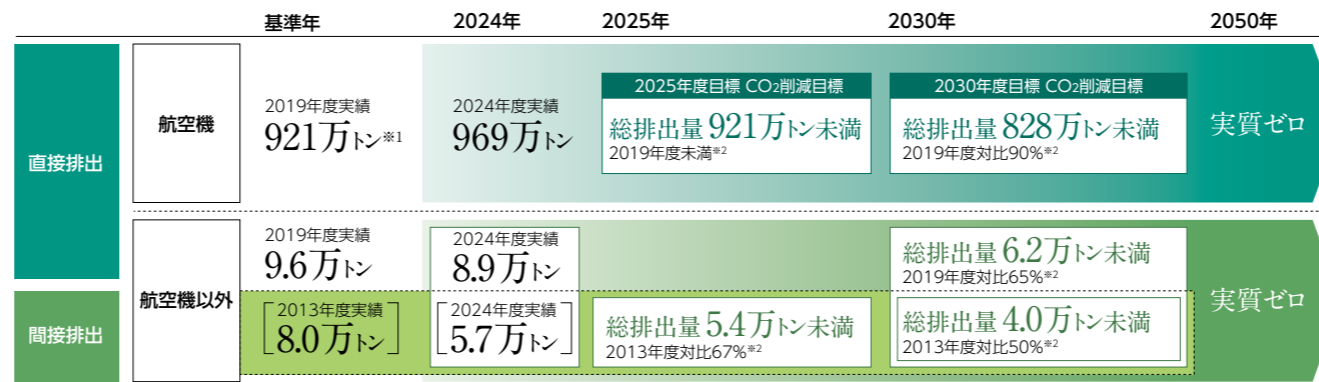 基準年 2024年 2025年 2030年 2050年
直接排出
航空機
2019年度実績
921万トン※1
2024年度実績
969万トン
2025年度目標 CO2削減目標
総排出量 921万トン未満
2019年度未満※2
2030年度目標 CO2削減目標
総排出量 828万トン未満
2019年度対比90%※2
実質ゼロ
航空機以外
2019年度実績
9.6万トン
2024年度実績
8.9万トン
総排出量 6.2万トン未満
2019年度対比65%※2
間接排出
[2013年度実績
8.0万トン]
[2024年度実績
5.7万トン]
総排出量 5.4万トン未満
2013年度対比67%※2
総排出量 4.0万トン未満
2013年度対比50%※2
実質ゼロ